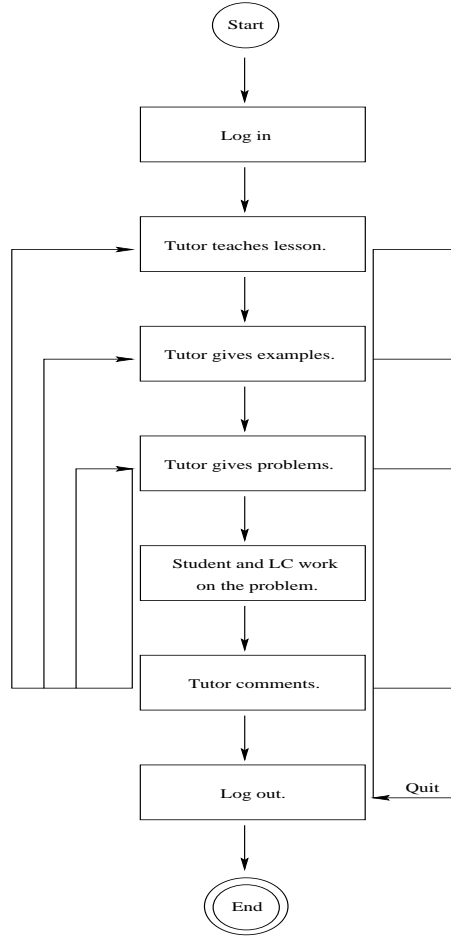 Start
Log in
Tutor teaches lesson.
Tutor gives examples.
Tutor gives problems.
Student and LC work
on the problem.
Tutor comments.
Log out.
Quit
End